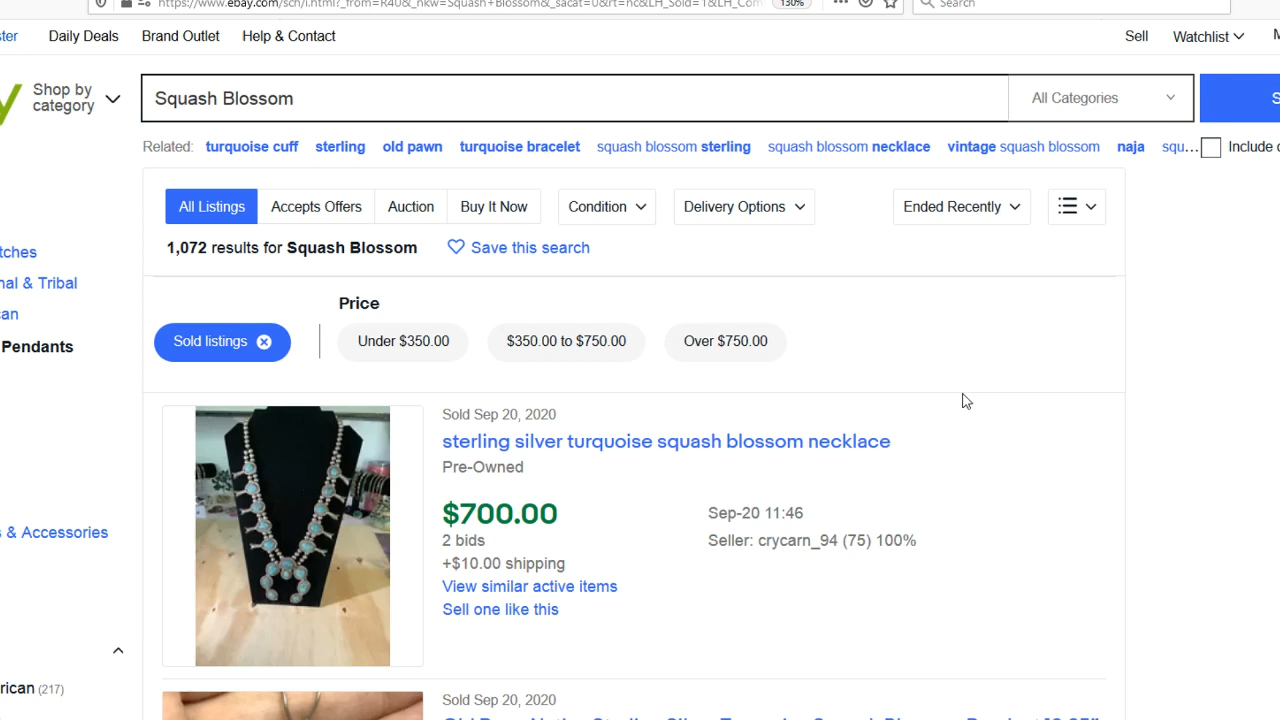 https://www.ebay.com/sch/i.html?_from=R40&_nkw=Squash+Blossom&_sacat=0&rt=nc&LH_Sold=1&LH_Com 130% ••• Search
Daily Deals Brand Outlet Help & Contact Sell Watchlist
Shop by category
Squash Blossom
All Categories
Related: turquoise cuff sterling old pawn turquoise bracelet squash blossom sterling squash blossom necklace vintage squash blossom naja squ... Include
All Listings Accepts Offers Auction Buy It Now Condition Delivery Options Ended Recently
1,072 results for Squash Blossom Save this search
Price
Sold listings Under $350.00 $350.00 to $750.00 Over $750.00
Pendants
& Accessories
(217)
Sold Sep 20, 2020
sterling silver turquoise squash blossom necklace
Pre-Owned
$700.00 Sep-20 11:46
2 bids Seller: crycarn_94 (75) 100%
+$10.00 shipping
View similar active items
Sell one like this
Sold Sep 20, 2020